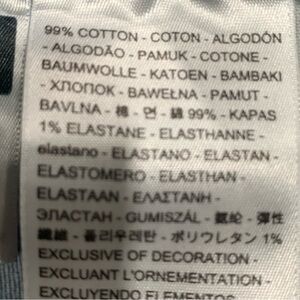 99% COTTON - COTON - ALGODÓN
- ALGODÃO - PAMUK - COTONE -
BAUMWOLLE - KATOEN - BAMBAKI
- ХЛОПОК - BAWEŁNA - PAMUT -
BAVLNA - 棉 - 면 - 綿 99% - KAPAS
1% ELASTANE - ELASTHANNE -
elastano - ELASTANO - ELASTAN -
ELASTOMERO - ELASTHAN -
ELASTAAN - ΕΛΑΣΤΑΝΗ -
ЭЛАСТАН - GUMISZÁL - 氨纶 - 彈性
纖維 - 폴리우레탄 - ポリウレタン 1%
EXCLUSIVE OF DECORATION -
EXCLUANT L'ORNEMENTATION -
EXCLUYENDO ELEMENTOS